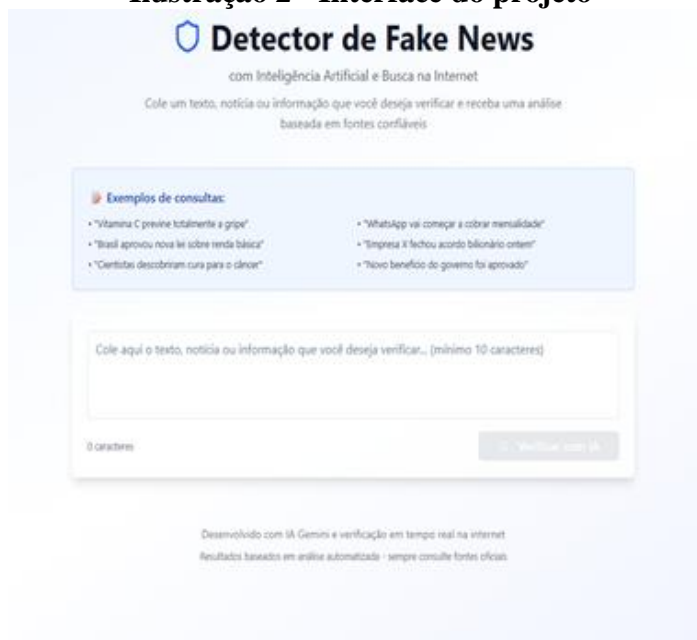 Ilustração 2 - Interface do projeto
Detector de Fake News
com Inteligência Artificial e Busca na Internet
Cole um texto, notícia ou informação que você deseja verificar e receba uma análise
baseada em fontes confiáveis
Exemplos de consultas:
• "Vitamina C previne totalmente a gripe"
• "Brasil aprovou nova lei sobre renda básica"
• "Cientistas descobriram cura para o câncer"
• "WhatsApp vai começar a cobrar mensalidade"
• "Empresa X fechou acordo bilionário ontem"
• "Novo benefício do governo foi aprovado"
Cole aqui o texto, notícia ou informação que você deseja verificar... (mínimo 10 caracteres)
0 caracteres
Verificar com IA
Desenvolvido com IA Gemini e verificação em tempo real na internet
Resultados baseados em análise automatizada - sempre consulte fontes oficiais